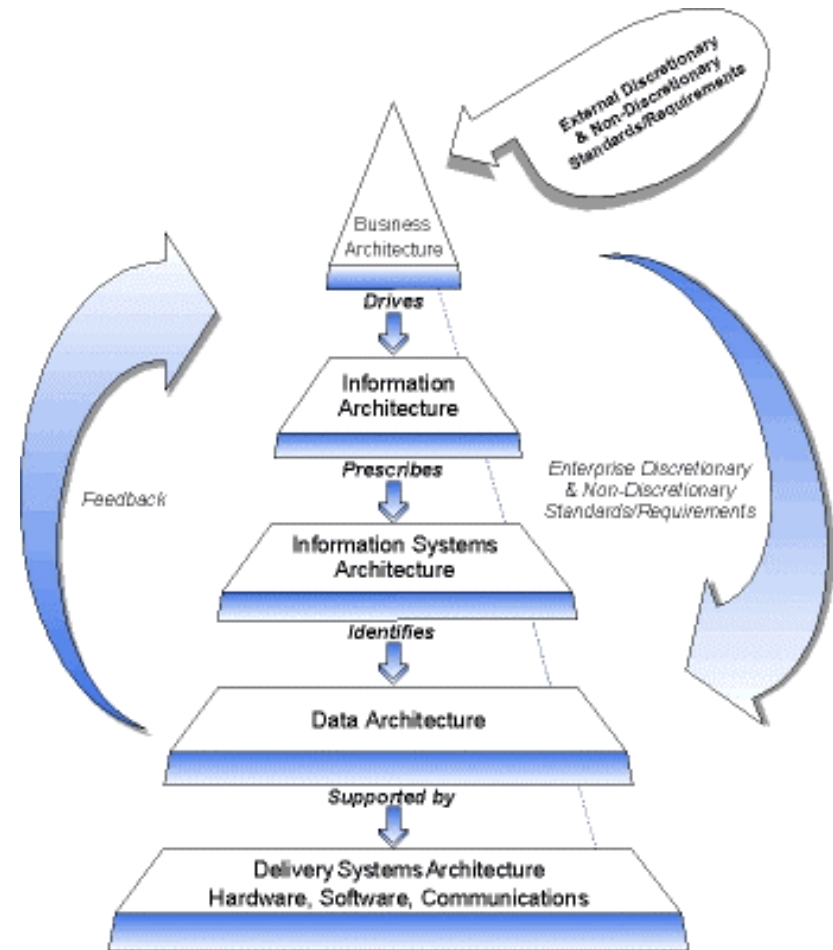 External Discretionary
& Non-Discretionary
Standards/Requirements
Business
Architecture
Drives
Information
Architecture
Prescribes
Feedback
Enterprise Discretionary
& Non-Discretionary
Standards/Requirements
Information Systems
Architecture
Identifies
Data Architecture
Supported by
Delivery Systems Architecture
Hardware, Software, Communications